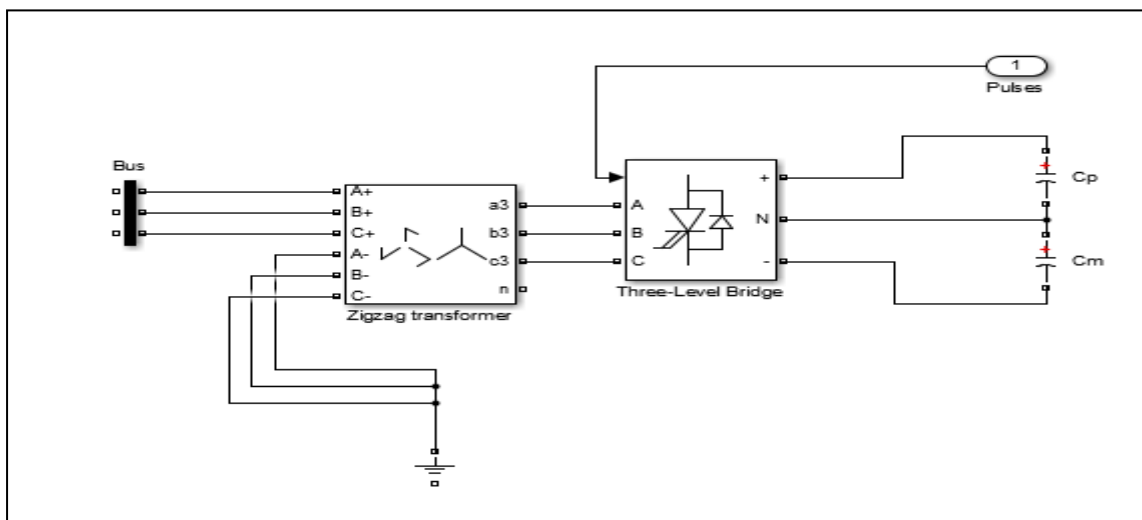 1
Pulses
Bus
A+
B+
C+
A-
B-
C-
a3
b3
c3
n
Zigzag transformer
A
B
C
+
N
-
Three-Level Bridge
+
Cp
+
Cm